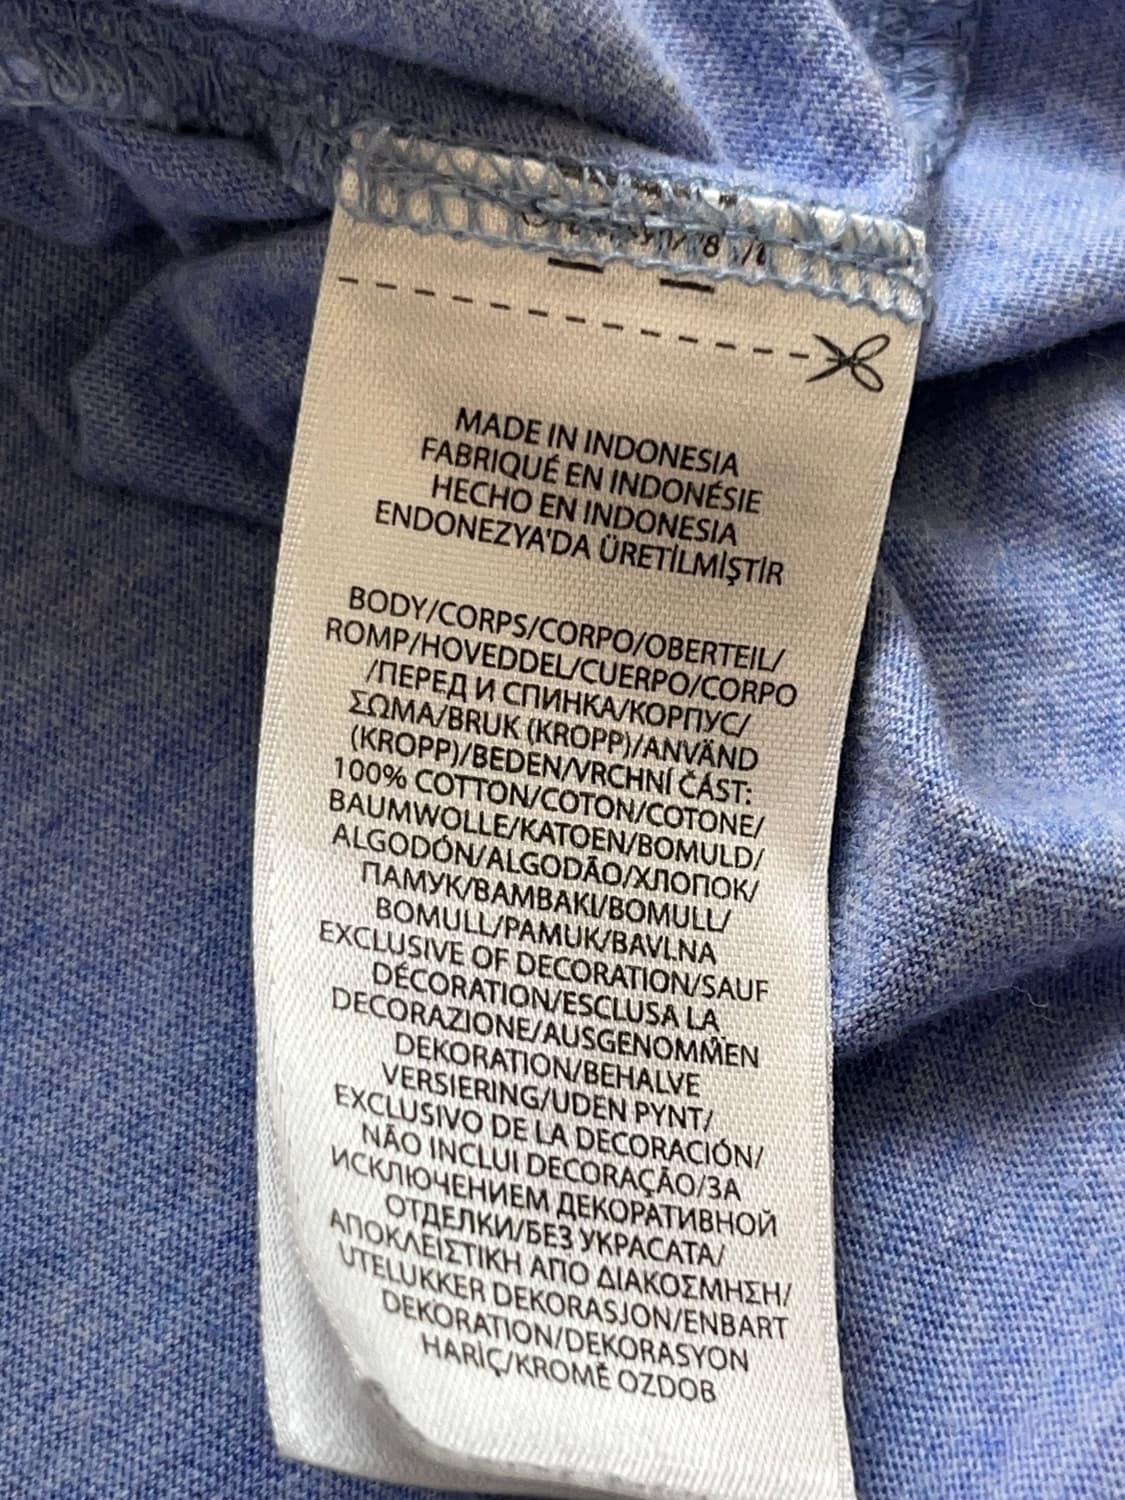 MADE IN INDONESIA
FABRIQUÉ EN INDONÉSIE
HECHO EN INDONESIA
ENDONEZYA'DA ÜRETİLMİŞTİR
BODY/CORPS/CORPO/OBERTEIL/
ROMP/HOVEDDEL/CUERPO/CORPO
/ПЕРЕД И СПИНКА/КОРПУС/
ΣΩΜΑ/BRUK (KROPP)/ANVÄND
(KROPP)/BEDEN/VRCHNÍ ČÁST:
100% COTTON/COTON/COTONE/
BAUMWOLLE/KATOEN/BOMULD/
ALGODÓN/ALGODÃO/ХЛОПОК/
ПАМУК/BAMBAKI/BOMULL/
BOMULL/PAMUK/BAVLNA
EXCLUSIVE OF DECORATION/SAUF
DÉCORATION/ESCLUSA LA
DECORAZIONE/AUSGENOMMEN
DEKORATION/BEHALVE
VERSIERING/UDEN PYNT/
EXCLUSIVO DE LA DECORACIÓN/
NÃO INCLUI DECORAÇÃO/ЗА
ИСКЛЮЧЕНИЕМ ДЕКОРАТИВНОЙ
ОТДЕЛКИ/БЕЗ УКРАСАТА/
ΑΠΟΚΛΕΙΣΤΙΚΗ ΑΠΟ ΔΙΑΚΟΣΜΗΣΗ/
UTELUKKER DEKORASJON/ENBART
DEKORATION/DEKORASYON
HARİÇ/KROMĚ OZDOB